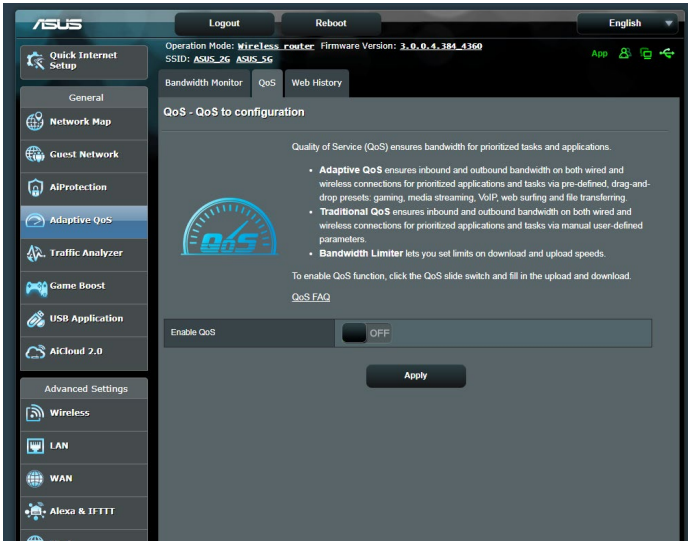 ASUS
Logout
Reboot
English
Quick Internet
Setup
Operation Mode: Wireless router Firmware Version: 3.0.0.4.384_4360
SSID: ASUS_2G ASUS_5G
App
General
Network Map
Guest Network
AiProtection
Adaptive QoS
Traffic Analyzer
Game Boost
USB Application
AiCloud 2.0
Advanced Settings
Wireless
LAN
WAN
Alexa & IFTTT
Bandwidth Monitor QoS Web History
QoS - QoS to configuration
QoS
Quality of Service (QoS) ensures bandwidth for prioritized tasks and applications.
• Adaptive QoS ensures inbound and outbound bandwidth on both wired and
wireless connections for prioritized applications and tasks via pre-defined, drag-and-
drop presets: gaming, media streaming, VoIP, web surfing and file transferring.
• Traditional QoS ensures inbound and outbound bandwidth on both wired and
wireless connections for prioritized applications and tasks via manual user-defined
parameters.
• Bandwidth Limiter lets you set limits on download and upload speeds.
To enable QoS function, click the QoS slide switch and fill in the upload and download.
QoS FAQ
Enable QoS
OFF
Apply